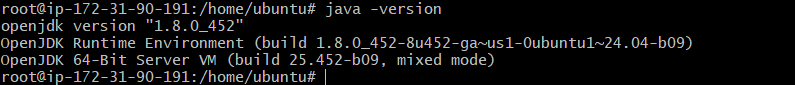 root@ip-172-31-90-191:/home/ubuntu# java -version
openjdk version "1.8.0_452"
OpenJDK Runtime Environment (build 1.8.0_452-8u452-ga~us1-0ubuntu1~24.04-b09)
OpenJDK 64-Bit Server VM (build 25.452-b09, mixed mode)
root@ip-172-31-90-191:/home/ubuntu#